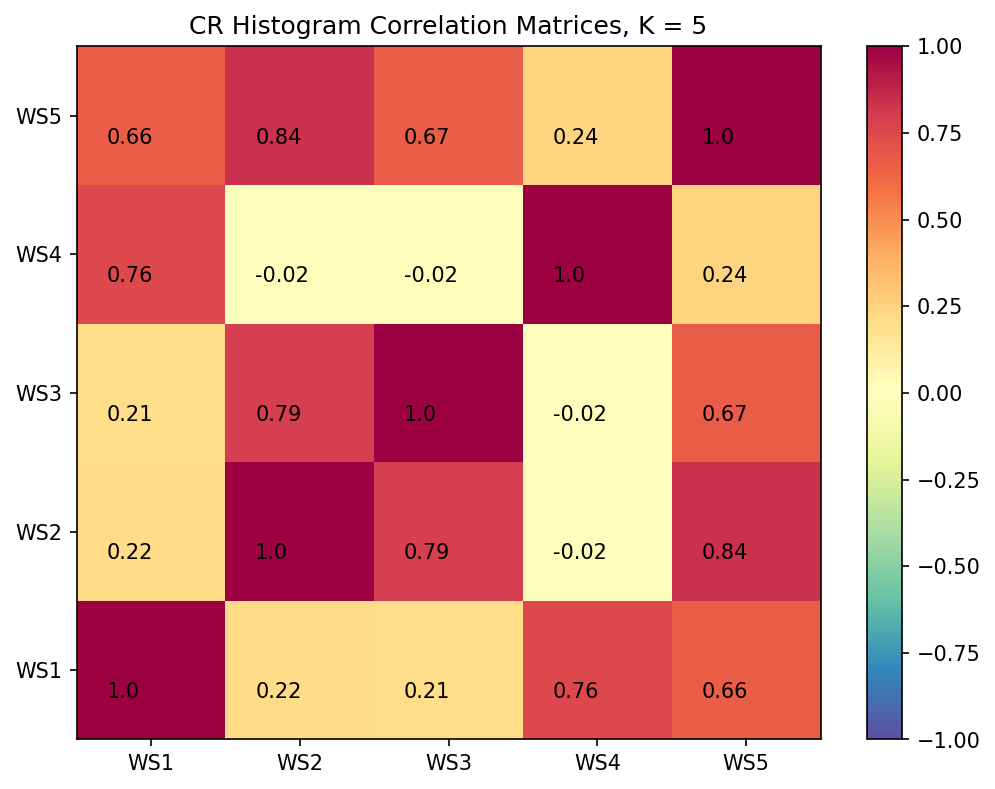 CR Histogram Correlation Matrices, K = 5
WS5 0.66 0.84 0.67 0.24 1.0
WS4 0.76 -0.02 -0.02 1.0 0.24
WS3 0.21 0.79 1.0 -0.02 0.67
WS2 0.22 1.0 0.79 -0.02 0.84
WS1 1.0 0.22 0.21 0.76 0.66
WS1 WS2 WS3 WS4 WS5
1.00
0.75
0.50
0.25
0.00
−0.25
−0.50
−0.75
−1.00